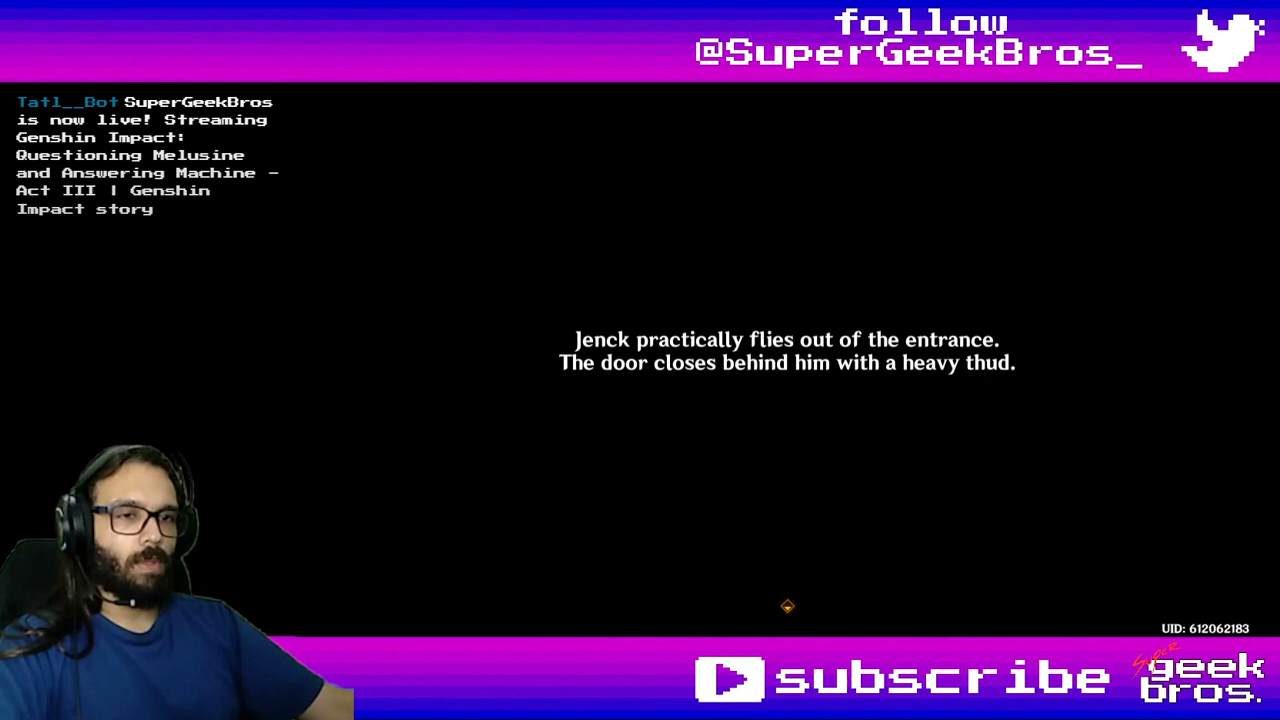 follow
@SuperGeekBros_
Tatl__Bot SuperGeekBros
is now live! Streaming
Genshin Impact:
Questioning Melusine
and Answering Machine -
Act III | Genshin
Impact story
Jenck practically flies out of the entrance.
The door closes behind him with a heavy thud.
UID: 612062183
subscribe
super
geek
bros.